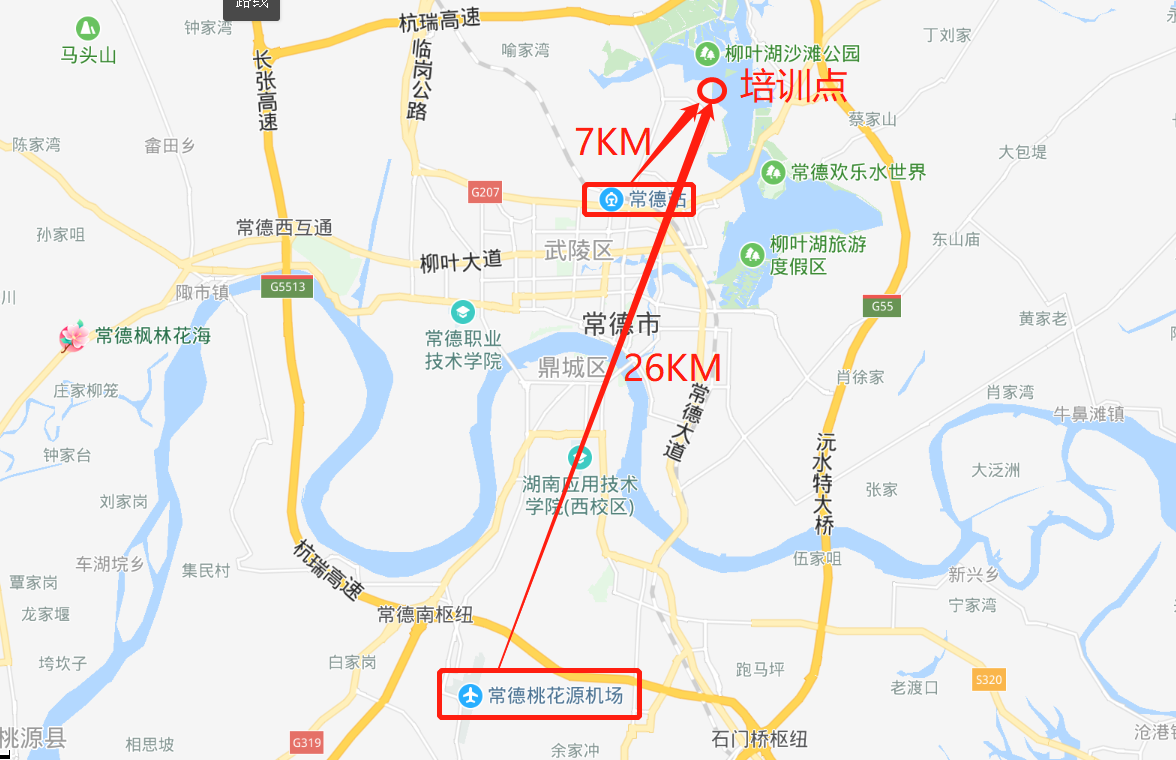 路线
杭瑞高速
钟家湾
马头山
临岗公路
喻家湾
柳叶湖沙滩公园
丁刘家
长张高速
培训点
蔡家山
7KM
陈家湾
畲田乡
大包堤
常德欢乐水世界
G207
常德站
孙家咀
常德西互通
武陵区
柳叶湖旅游
度假区
东山庙
柳叶大道
G5513
陬市镇
川
G55
常德枫林花海
常德职业
技术学院
常德市
黄家老
鼎城区
26KM
肖徐家
庄家柳笼
常德大道
肖家湾
牛鼻滩镇
钟家台
沅水特大桥
大泛洲
湖南应用技术
学院(西校区)
张家
刘家岗
杭瑞高速
车湖垸乡
集民村
伍家咀
新兴乡
覃家岗
龙家堰
常德南枢纽
宁家湾
垮坎子
白家岗
跑马坪
常德桃花源机场
老渡口
S320
桃源县
相思坡
G319
余家冲
石门桥枢纽
沧港镇